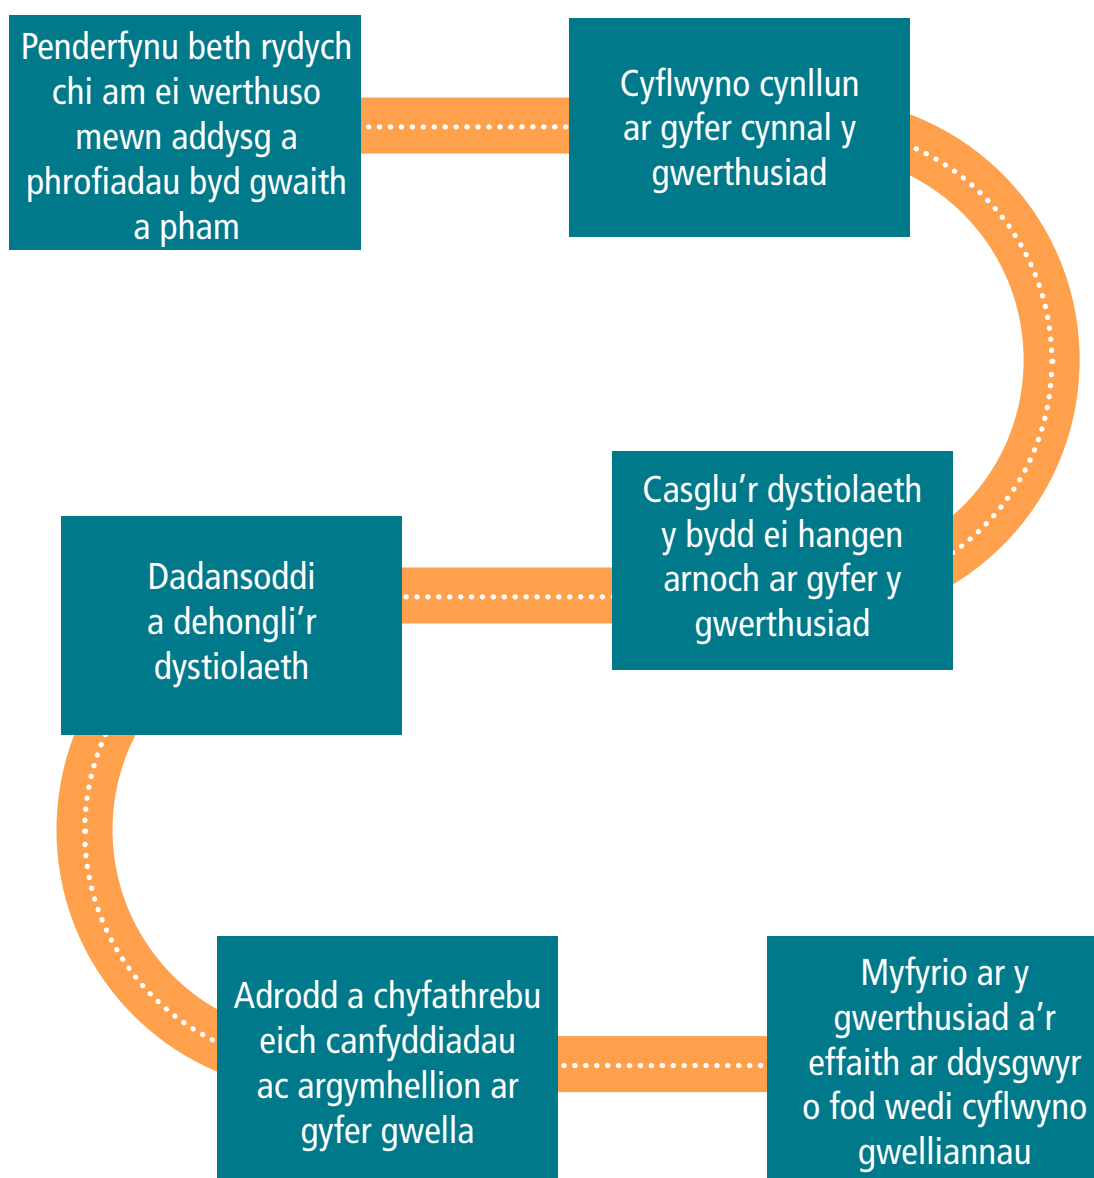 Penderfynu beth rydych
chi am ei werthuso
mewn addysg a
phrofiadau byd gwaith
a pham
Cyflwyno cynllun
ar gyfer cynnal y
gwerthusiad
Casglu’r dystiolaeth
y bydd ei hangen
arnoch ar gyfer y
gwerthusiad
Dadansoddi
a dehongli’r
dystiolaeth
Adrodd a chyfathrebu
eich canfyddiadau
ac argymhellion ar
gyfer gwella
Myfyrio ar y
gwerthusiad a’r
effaith ar ddysgwyr
o fod wedi cyflwyno
gwelliannau